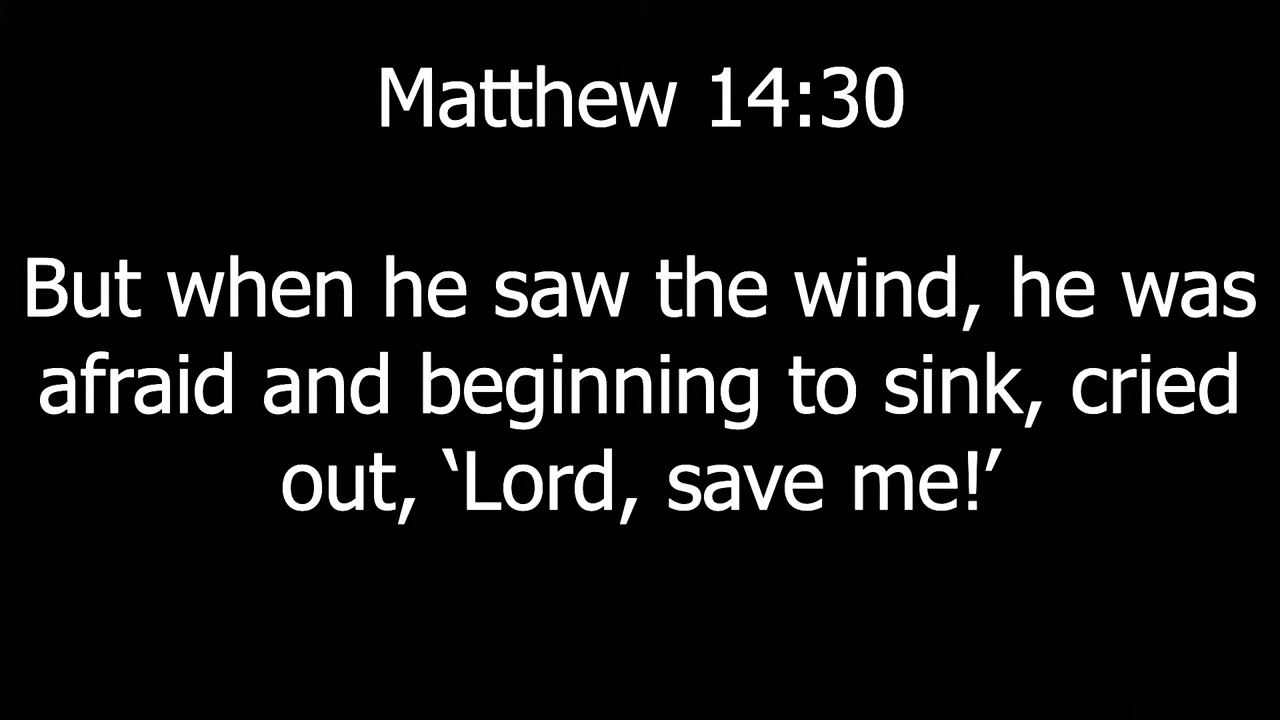 Matthew 14:30
But when he saw the wind, he was
afraid and beginning to sink, cried
out, ‘Lord, save me!’